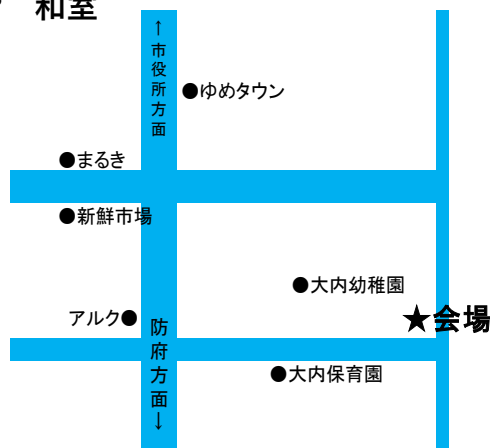 和室
↑市役所方面
●ゆめタウン
●まるき
●新鮮市場
●大内幼稚園
アルク●
★会場
防府方面↓
●大内保育園